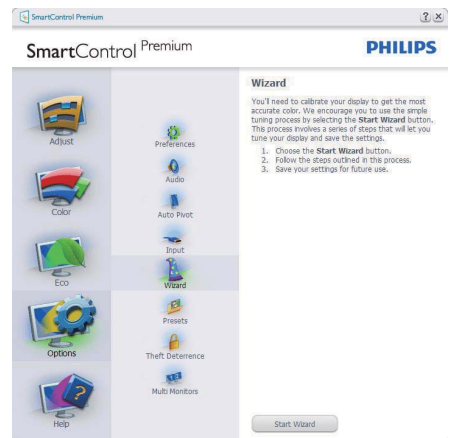 SmartControl Premium
? ×
SmartControl Premium
PHILIPS
Adjust
Color
Eco
Options
Help
Preferences
Audio
Auto Pivot
Input
Wizard
Presets
Theft Deterrence
Multi Monitors
Wizard
You'll need to calibrate your display to get the most
accurate color. We encourage you to use the simple
tuning process by selecting the Start Wizard button.
This process involves a series of steps that will let you
tune your display and save the settings.
1. Choose the Start Wizard button.
2. Follow the steps outlined in this process.
3. Save your settings for future use.
Start Wizard